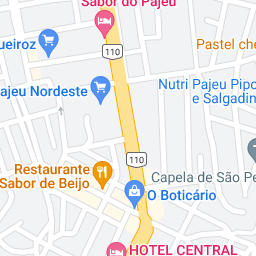 Sabor do Pajeú
ueiroz
110
Pastel che
ajeu Nordeste
Nutri Pajeu Pipo
e Salgadin
110
Restaurante
Sabor de Beijo
Capela de São Pe
O Boticário
HOTEL CENTRAL